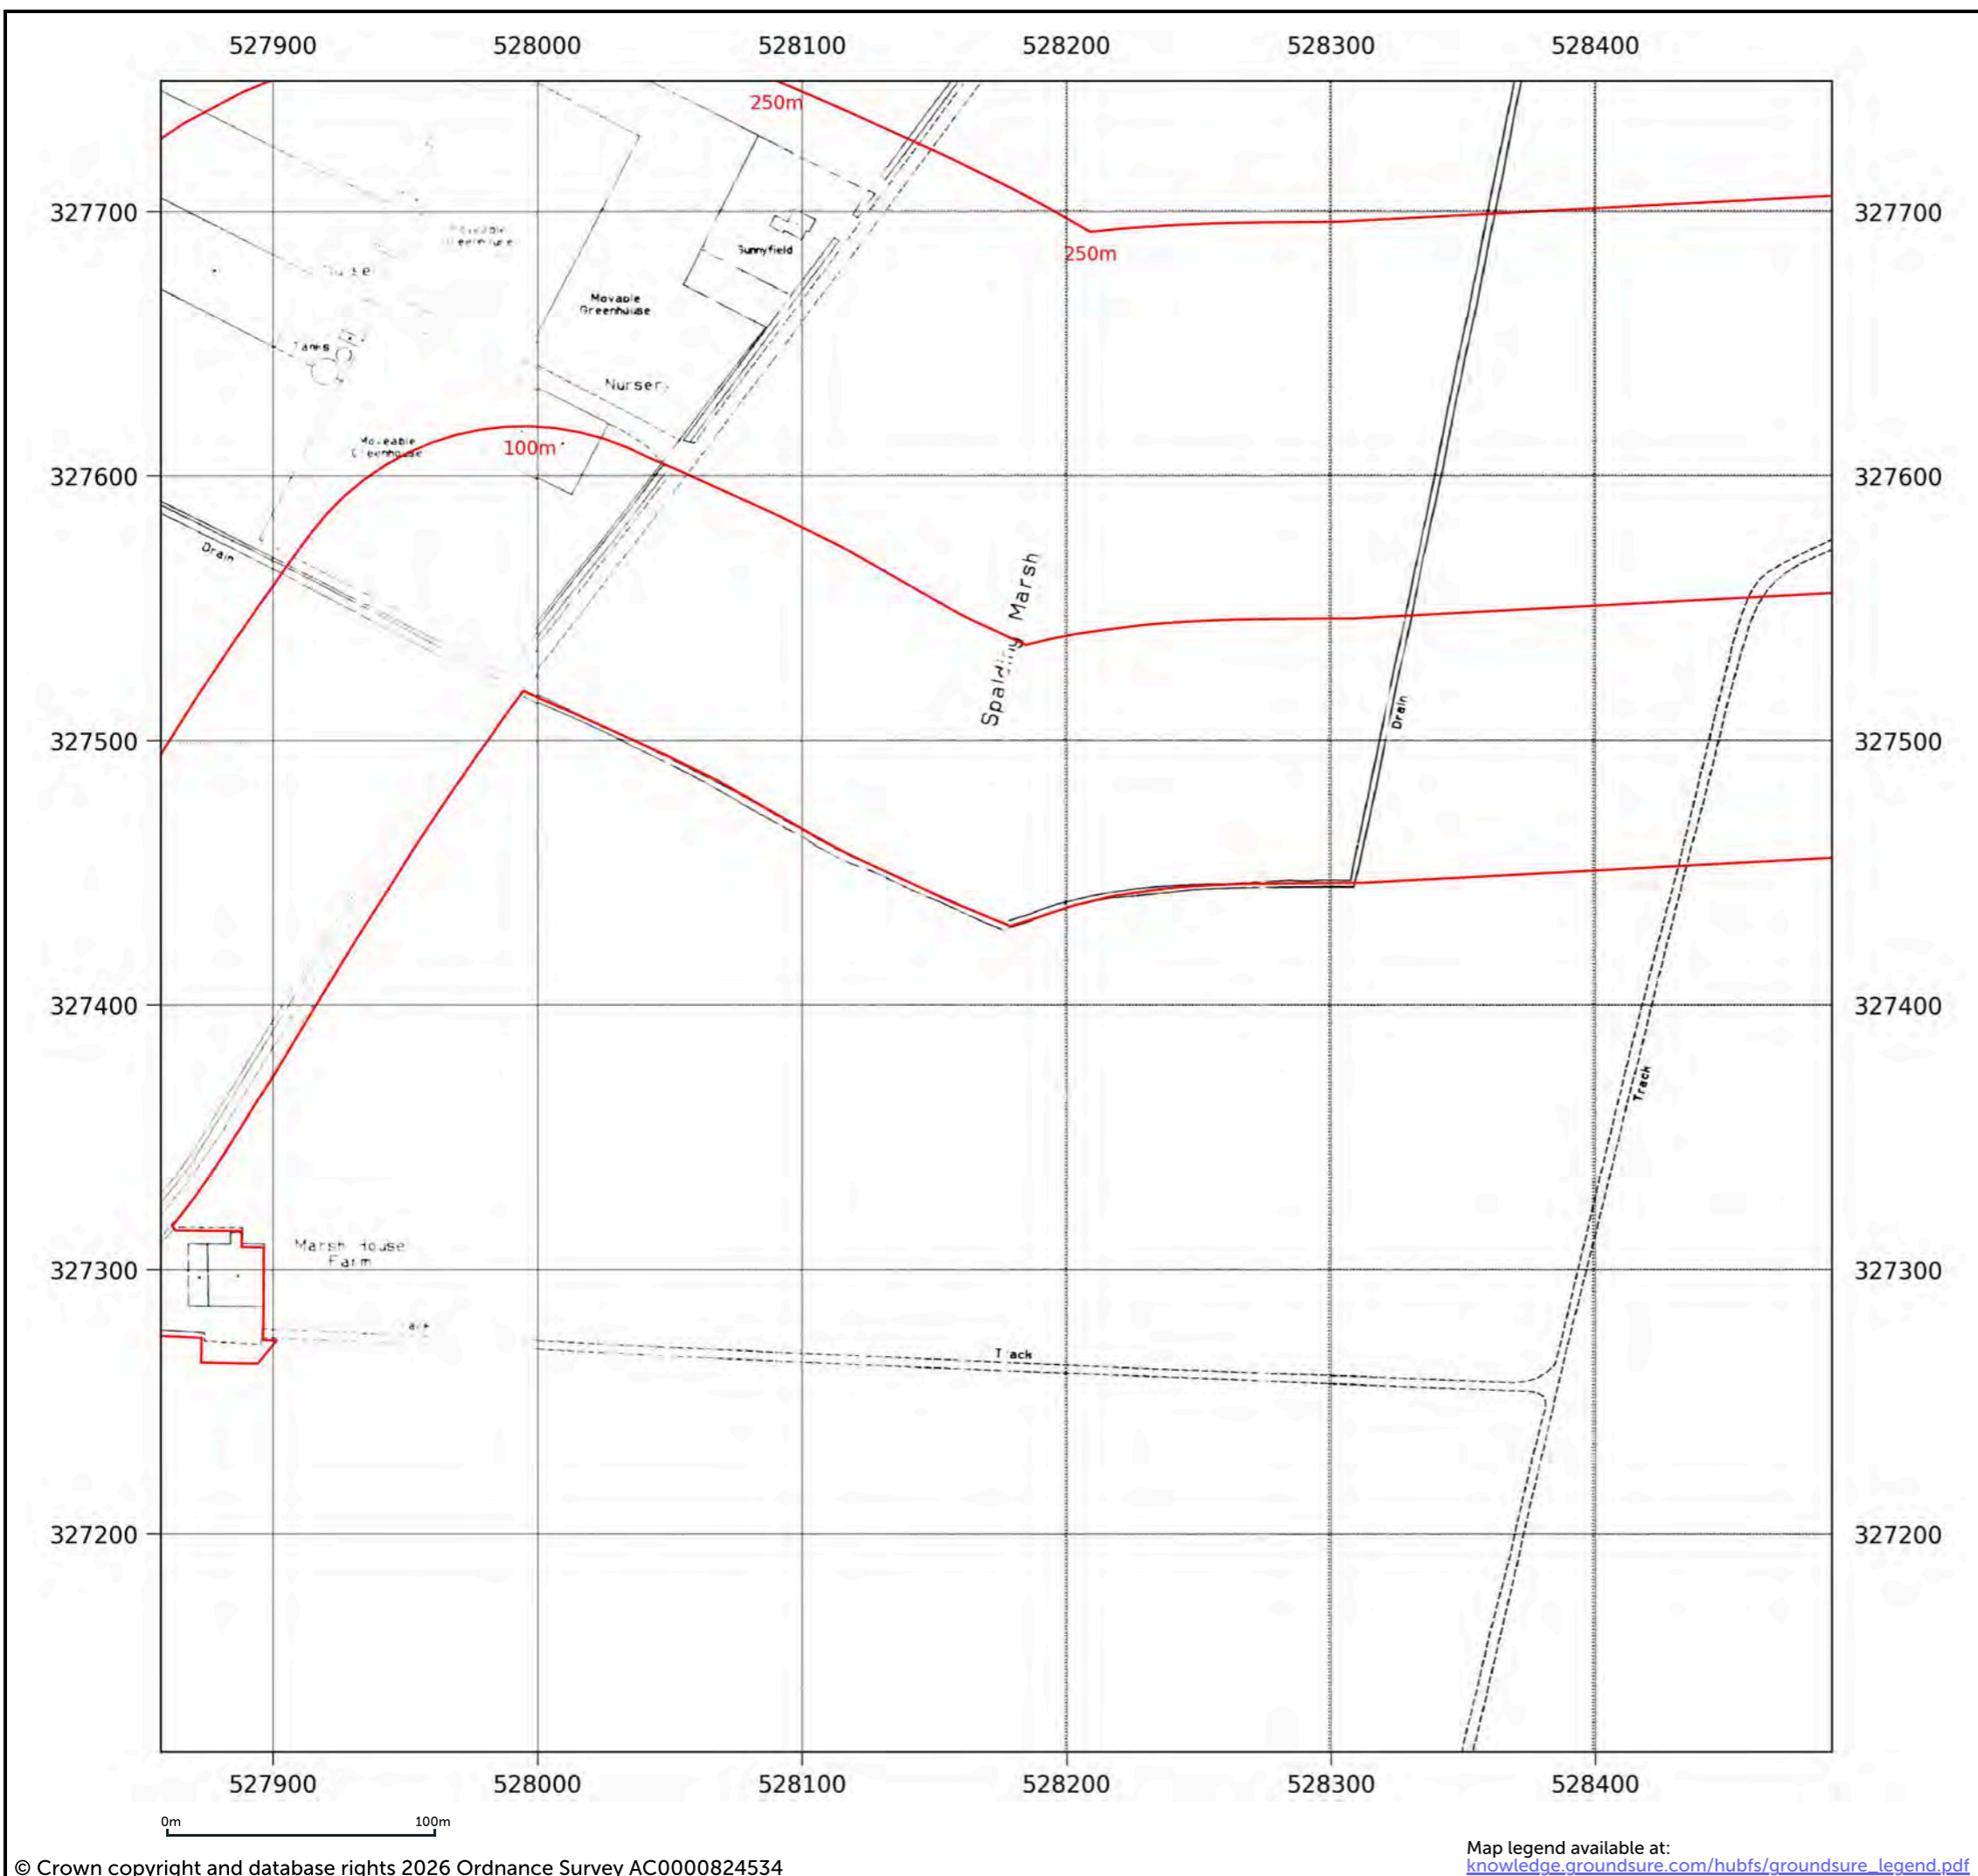 527900 528000 528100 528200 528300 528400
250m
327700 327700
Sunnyfield
250m
Movable
Greenhouse
Tanks
Nurser
100m
Moveable
Greenhouse
327600 327600
Drain
Spalding Marsh
Drain
327500 327500
327400 327400
Track
Marsh House
Farm
327300 327300
Track
327200 327200
527900 528000 528100 528200 528300 528400
0m 100m
Map legend available at:
knowledge.groundsure.com/hubfs/groundsure_legend.pdf
© Crown copyright and database rights 2026 Ordnance Survey AC0000824534